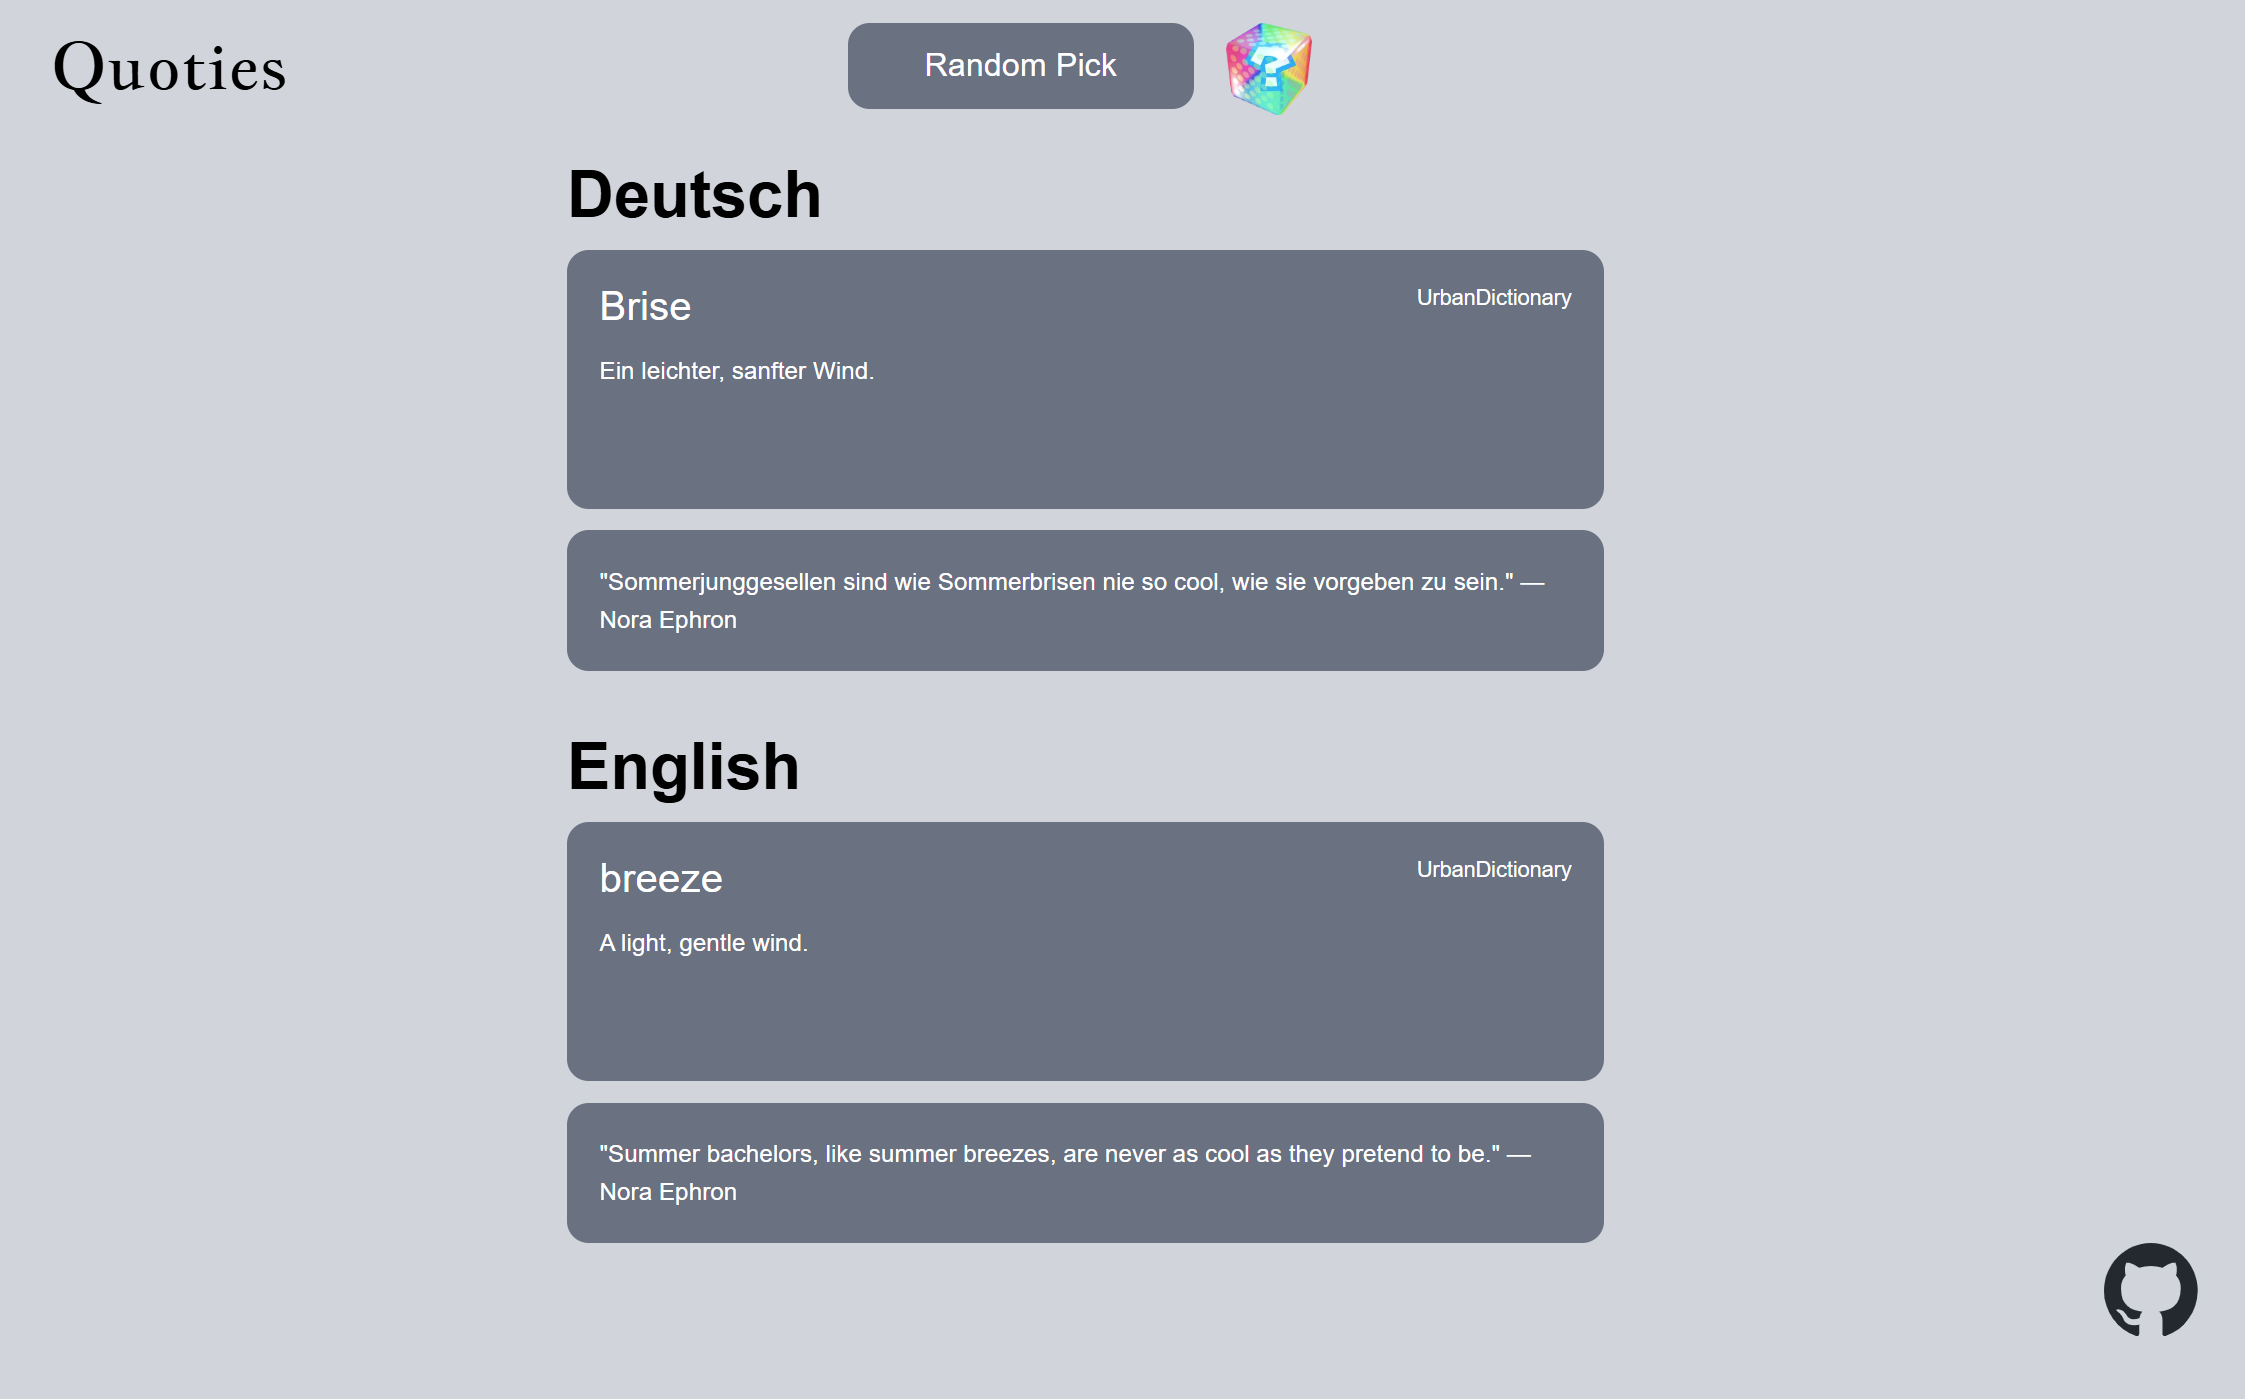 Quoties
Random Pick
?
Deutsch
Brise
UrbanDictionary
Ein leichter, sanfter Wind.
"Sommerjunggesellen sind wie Sommerbrisen nie so cool, wie sie vorgeben zu sein." —
Nora Ephron
English
breeze
UrbanDictionary
A light, gentle wind.
"Summer bachelors, like summer breezes, are never as cool as they pretend to be." —
Nora Ephron